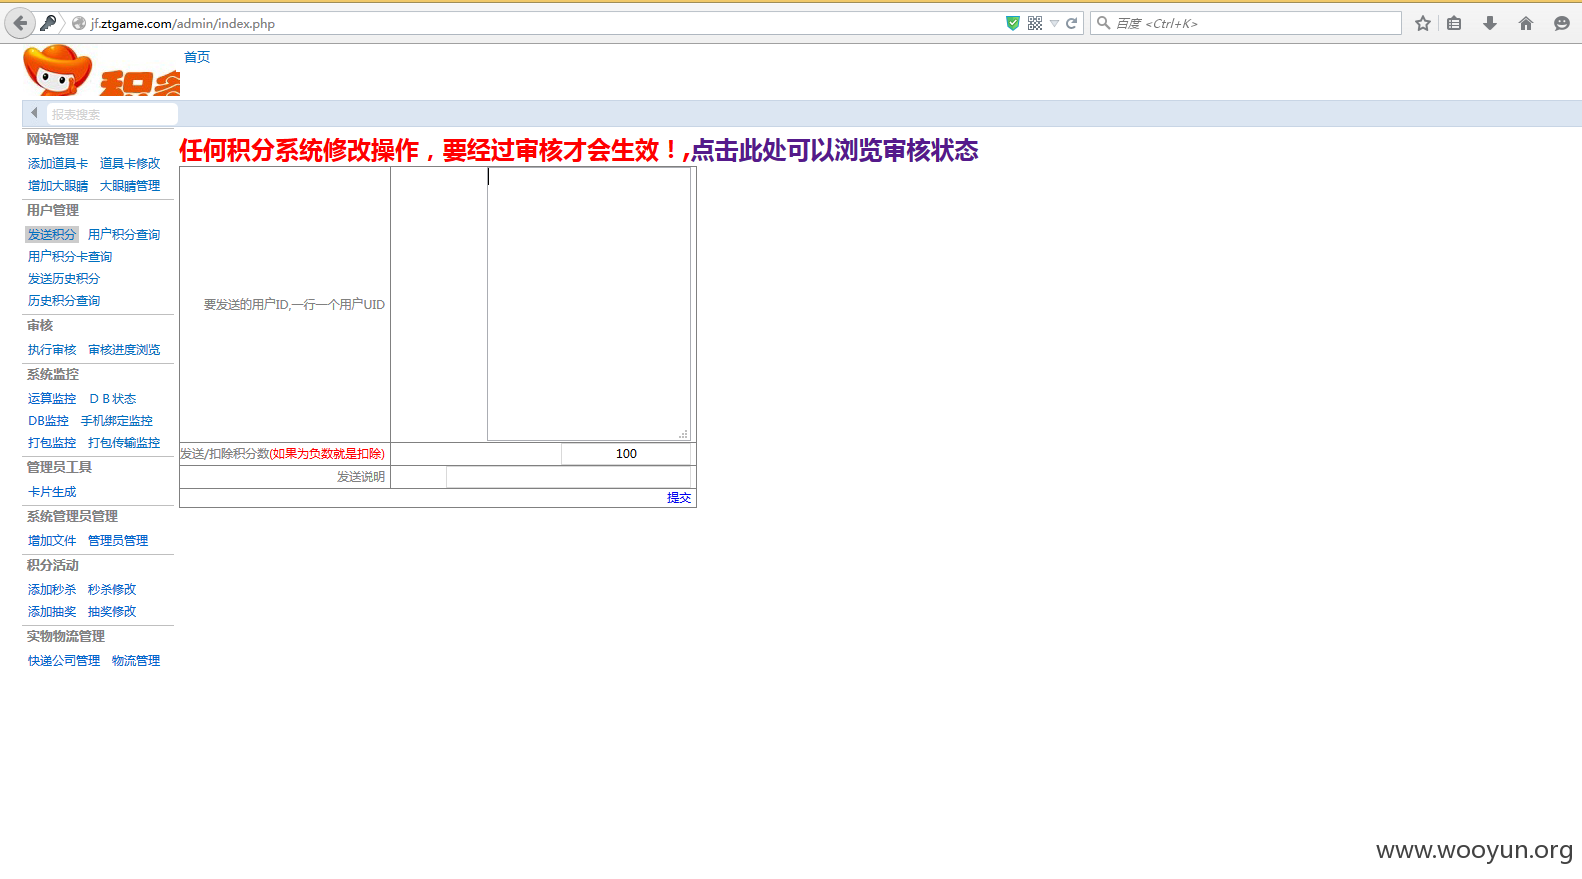 jf.ztgame.com/admin/index.php
百度 <Ctrl+K>
首页
报表搜索
任何积分系统修改操作，要经过审核才会生效！,点击此处可以浏览审核状态
网站管理
添加道具卡 道具卡修改
增加大眼睛 大眼睛管理
用户管理
发送积分 用户积分查询
用户积分卡查询
发送历史积分
历史积分查询
审核
执行审核 审核进度浏览
系统监控
运算监控 ＤＢ状态
DB监控 手机绑定监控
打包监控 打包传输监控
管理员工具
卡片生成
系统管理员管理
增加文件 管理员管理
积分活动
添加秒杀 秒杀修改
添加抽奖 抽奖修改
实物物流管理
快递公司管理 物流管理
要发送的用户ID,一行一个用户UID
发送/扣除积分数(如果为负数就是扣除) 100
发送说明
提交
www.wooyun.org